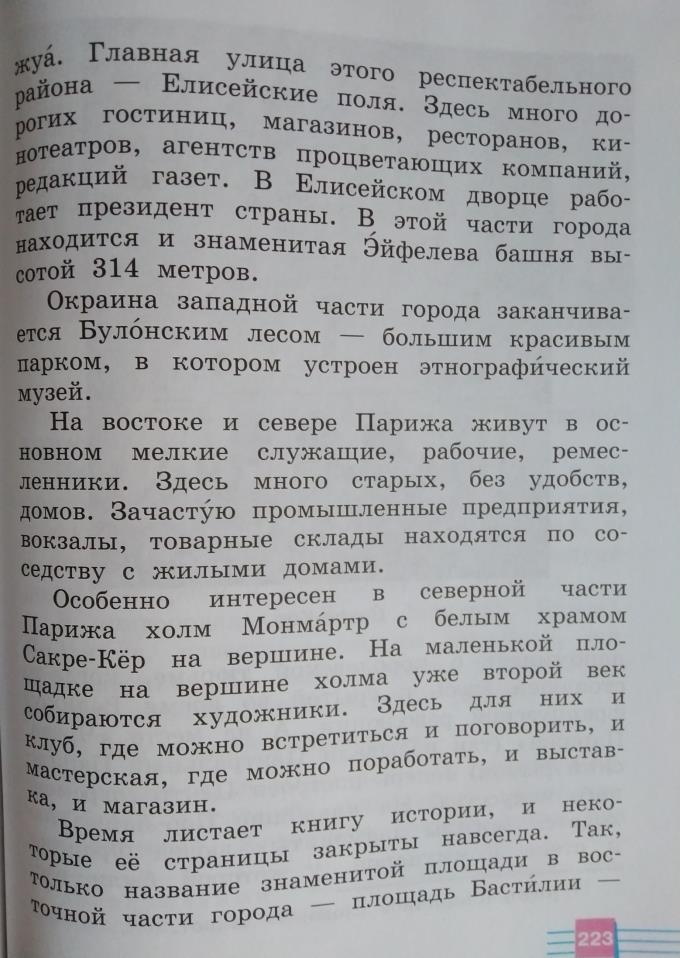 жуа́. Главная улица этого респектабельного
района — Елисейские поля. Здесь много до-
рогих гостиниц, магазинов, ресторанов, ки-
нотеатров, агентств процветающих компаний,
редакций газет. В Елисейском дворце рабо-
тает президент страны. В этой части города
находится и знаменитая Э́йфелева башня вы-
сотой 314 метров.
Окраина западной части города заканчива-
ется Було́нским лесом — большим красивым
парком, в котором устроен этнографи́ческий
музей.
На востоке и севере Парижа живут в ос-
новном мелкие служащие, рабочие, ремес-
ленники. Здесь много старых, без удобств,
домов. Зачасту́ю промышленные предприятия,
вокзалы, товарные склады находятся по со-
седству с жилыми домами.
Особенно интересен в северной части
Парижа холм Монма́ртр с белым храмом
Сакре-Кёр на вершине. На маленькой пло-
щадке на вершине холма уже второй век
собираются художники. Здесь для них и
клуб, где можно встретиться и поговорить, и
мастерская, где можно поработать, и выстав-
ка, и магазин.
Время листает книгу истории, и неко-
торые её страницы закрыты навсегда. Так,
только название знаменитой площади в вос-
точной части города — площадь Басти́лии —
223